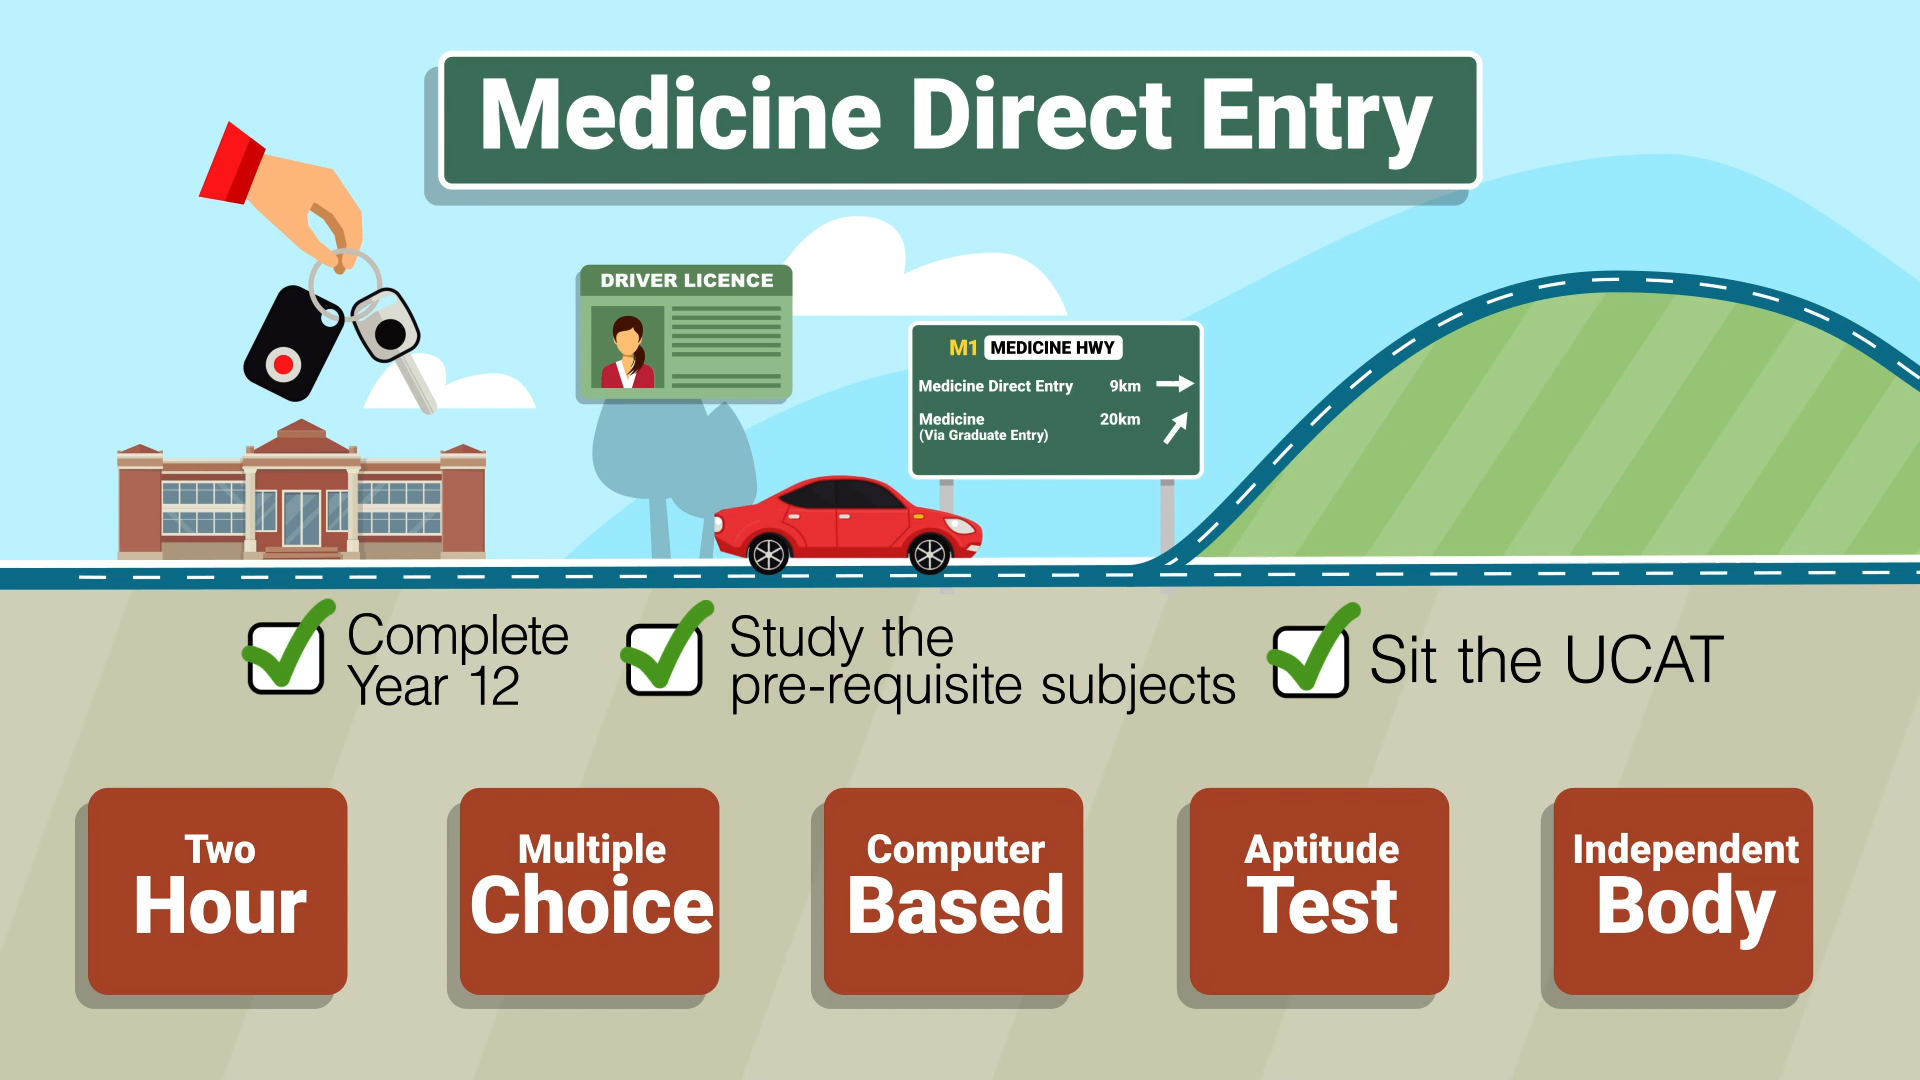 Medicine Direct Entry
DRIVER LICENCE
M1 MEDICINE HWY
Medicine Direct Entry 9km
Medicine 20km
(Via Graduate Entry)
Complete
Year 12
Study the
pre-requisite subjects
Sit the UCAT
Two
Hour
Multiple
Choice
Computer
Based
Aptitude
Test
Independent
Body